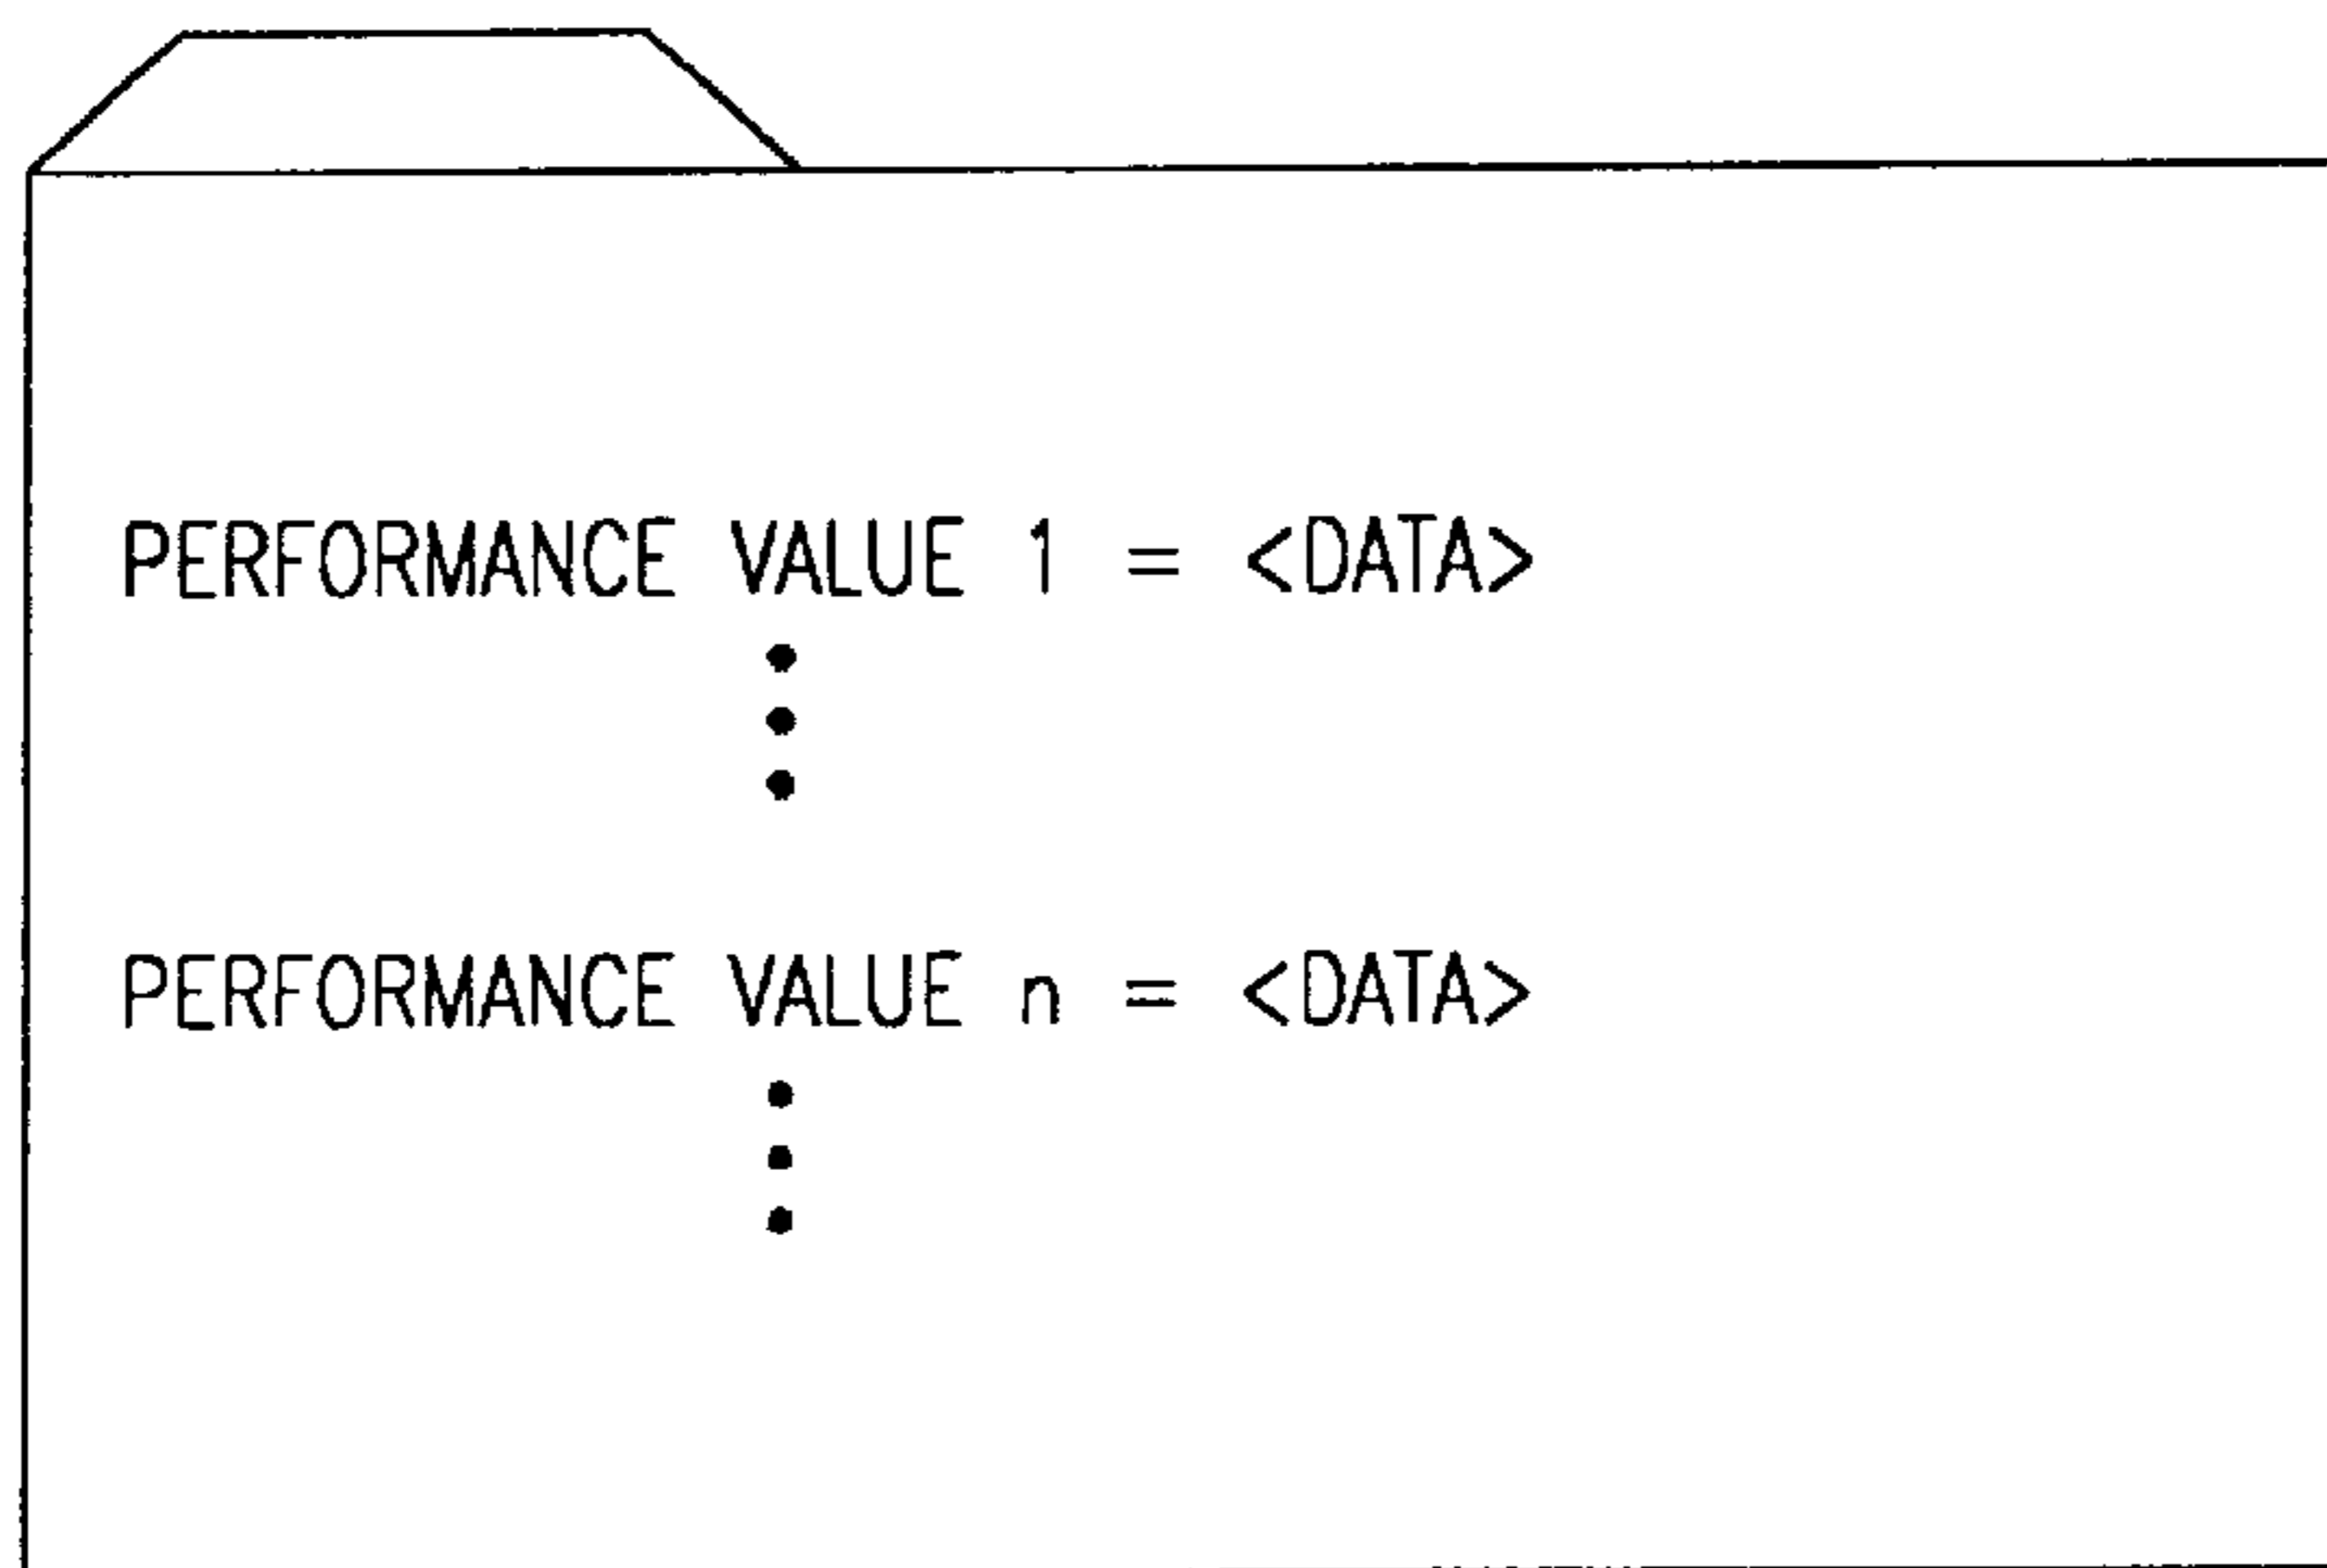 PERFORMANCE VALUE 1 = <DATA>
PERFORMANCE VALUE n = <DATA>